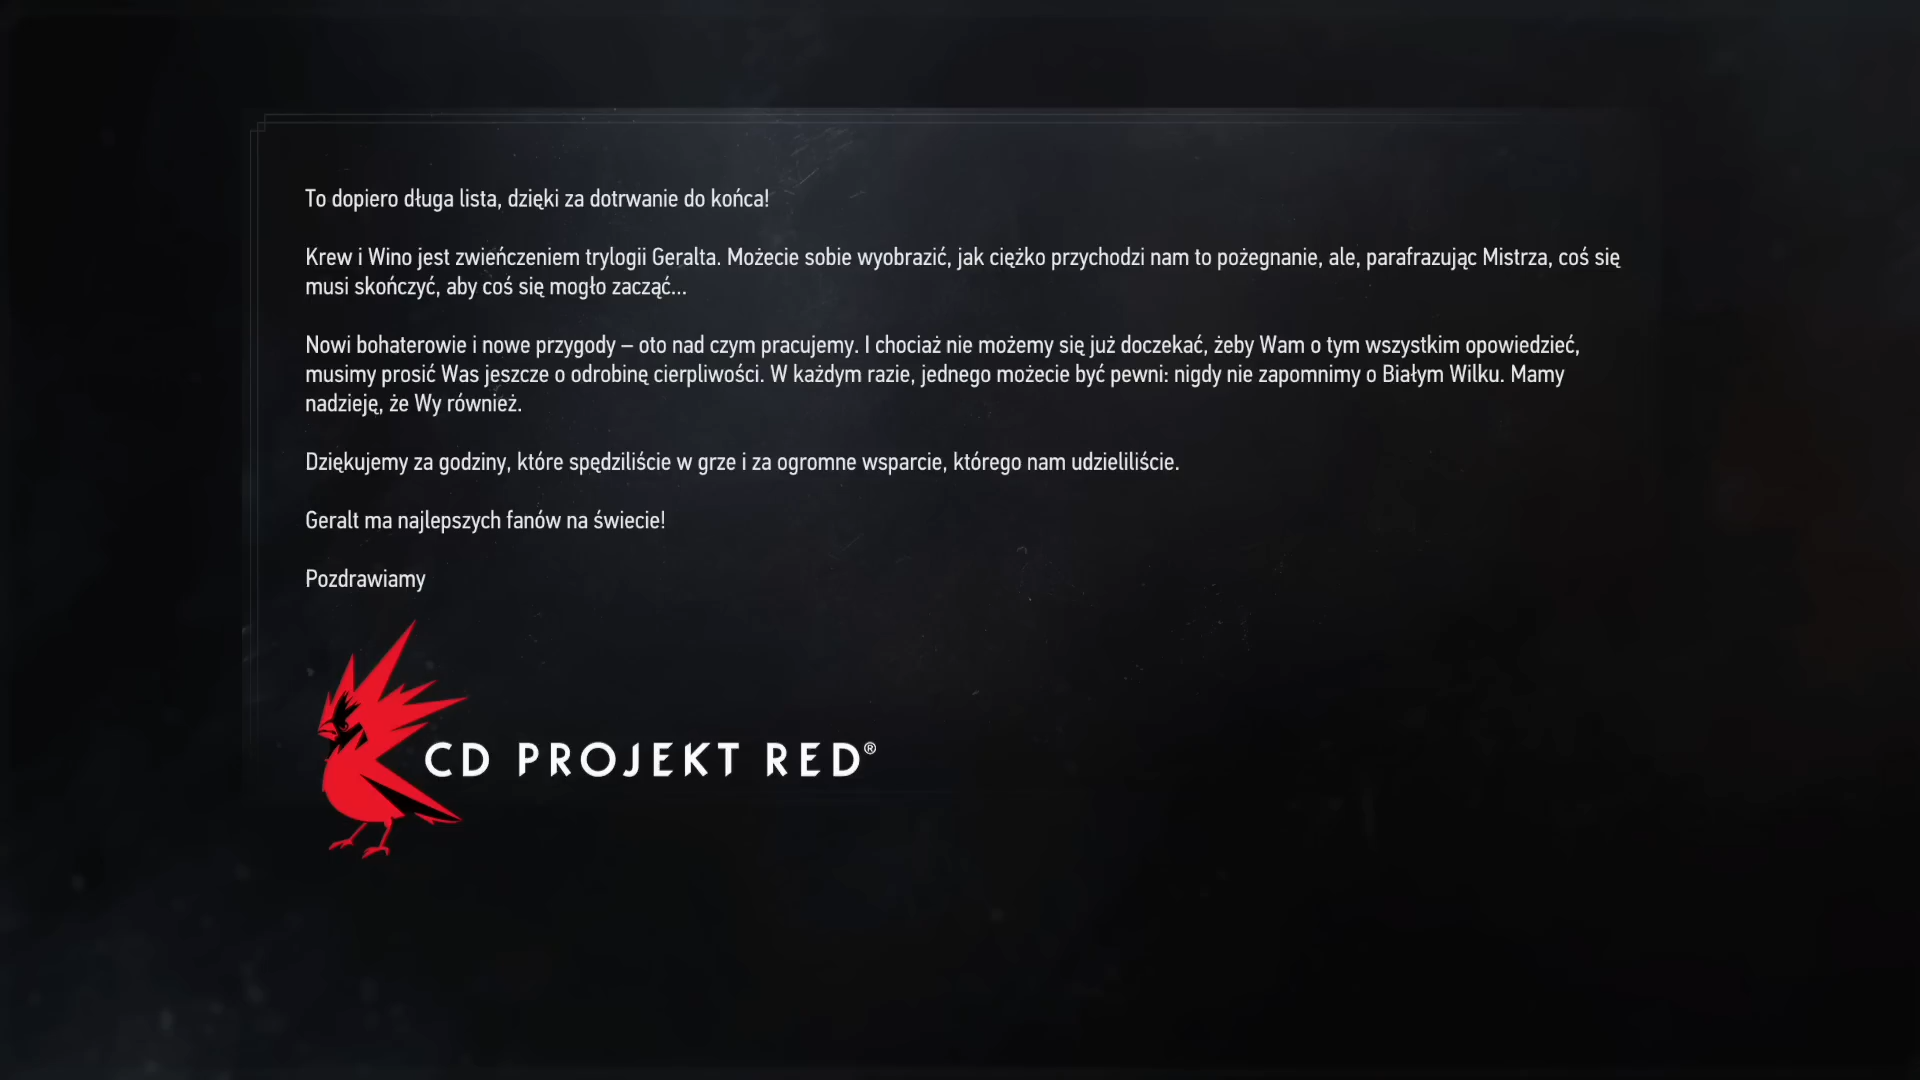 To dopiero długa lista, dzięki za dotrwanie do końca!
Krew i Wino jest zwieńczeniem trylogii Geralta. Możecie sobie wyobrazić, jak ciężko przychodzi nam to pożegnanie, ale, parafrazując Mistrza, coś się
musi skończyć, aby coś się mogło zacząć...
Nowi bohaterowie i nowe przygody – oto nad czym pracujemy. I chociaż nie możemy się już doczekać, żeby Wam o tym wszystkim opowiedzieć,
musimy prosić Was jeszcze o odrobinę cierpliwości. W każdym razie, jednego możecie być pewni: nigdy nie zapomnimy o Białym Wilku. Mamy
nadzieję, że Wy również.
Dziękujemy za godziny, które spędziliście w grze i za ogromne wsparcie, którego nam udzieliliście.
Geralt ma najlepszych fanów na świecie!
Pozdrawiamy
CD PROJEKT RED®